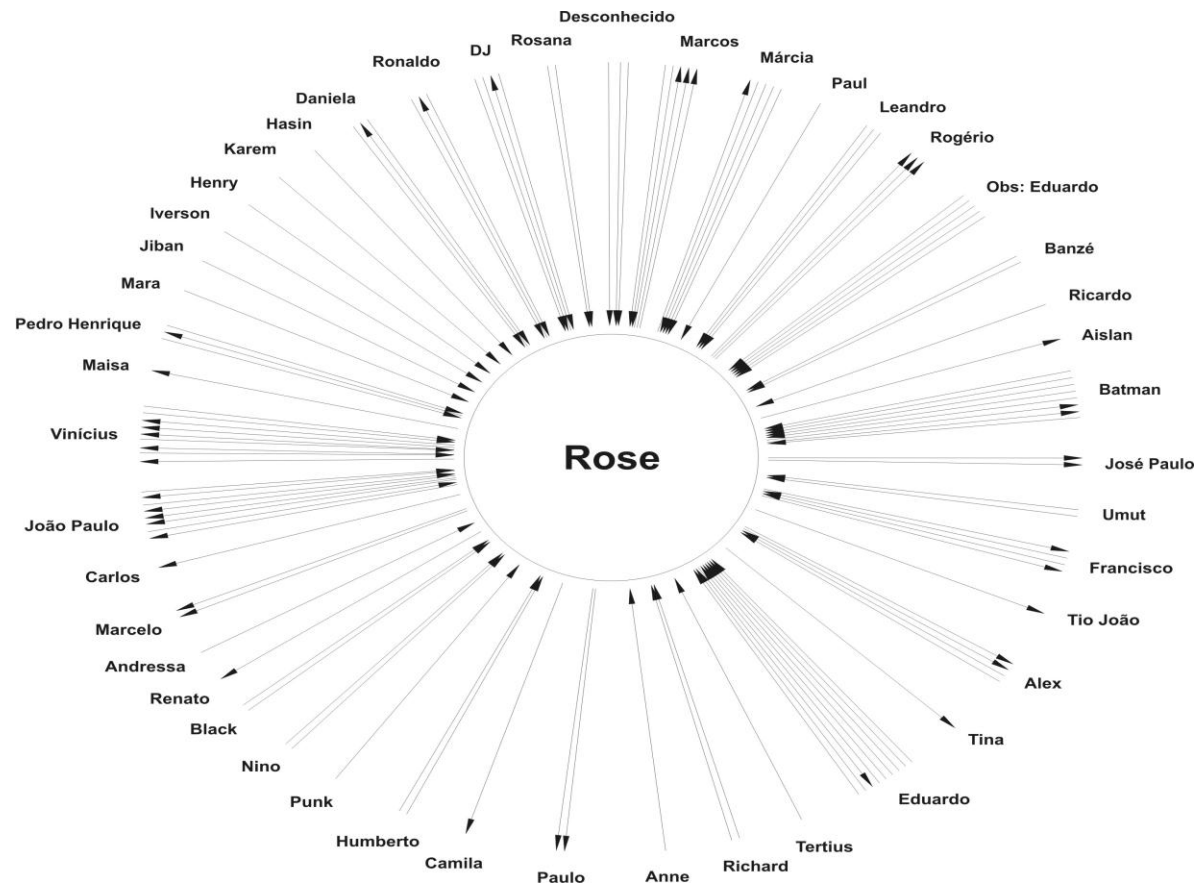 Desconhecido
Marcos
Márcia
Paul
Leandro
Rogério
Obs: Eduardo
Banzé
Ricardo
Aislan
Batman
José Paulo
Umut
Francisco
Tio João
Alex
Tina
Eduardo
Tertius
Richard
Anne
Paulo
Camila
Humberto
Punk
Nino
Black
Renato
Andressa
Marcelo
Carlos
João Paulo
Vinícius
Maisa
Pedro Henrique
Mara
Jiban
Iverson
Henry
Karem
Hasin
Daniela
Ronaldo
DJ
Rosana
Rose